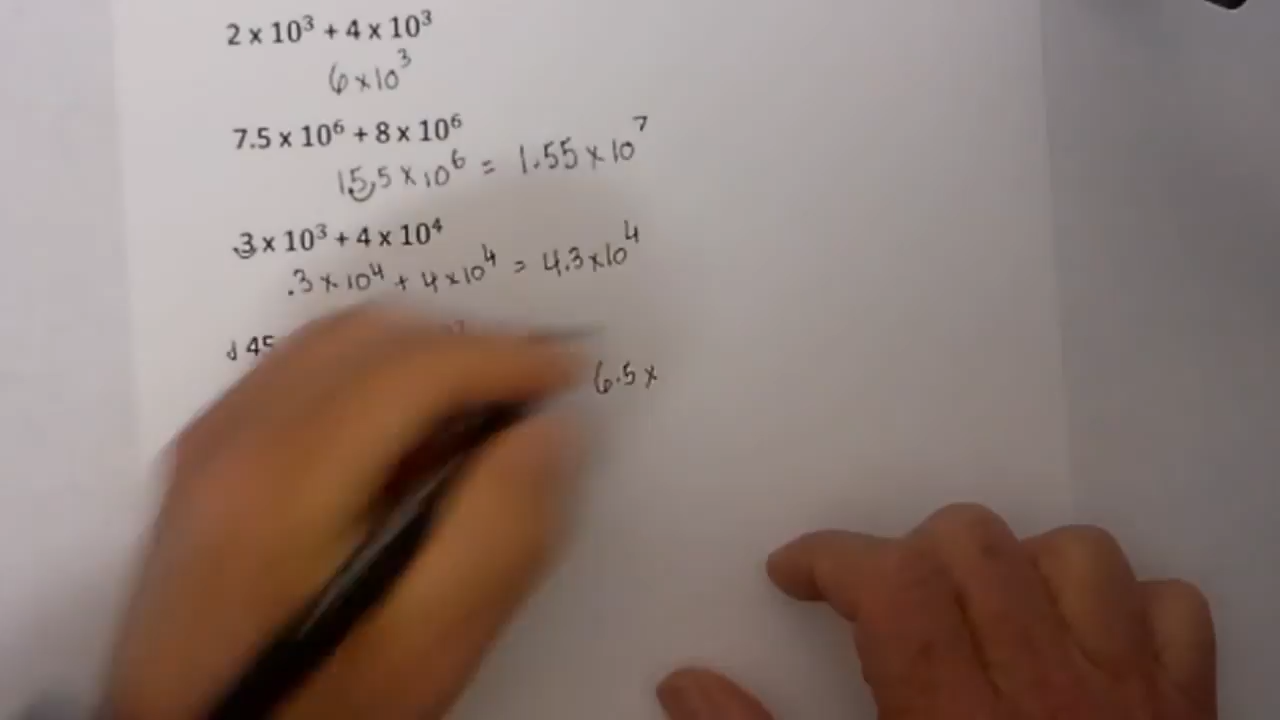 2 x 10³ + 4 x 10³
6 x 10³
7.5 x 10⁶ + 8 x 10⁶
15.5 x 10⁶ = 1.55 x 10⁷
3 x 10³ + 4 x 10⁴
.3 x 10⁴ + 4 x 10⁴ = 4.3 x 10⁴
45
6.5 x